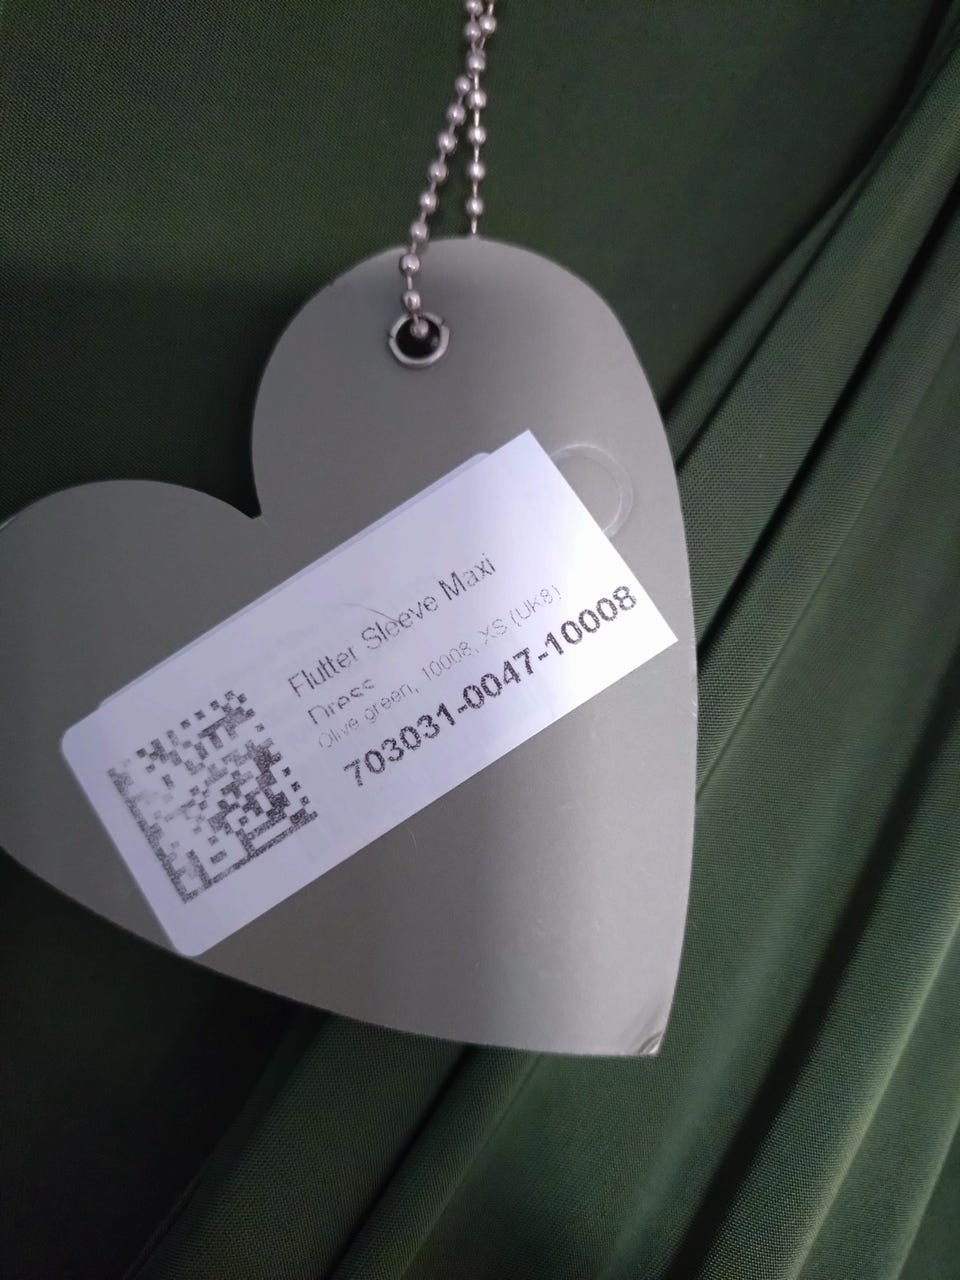 Flutter Sleeve Maxi
Dress
Olive green, 10008, XS (UK8)
703031-0047-10008